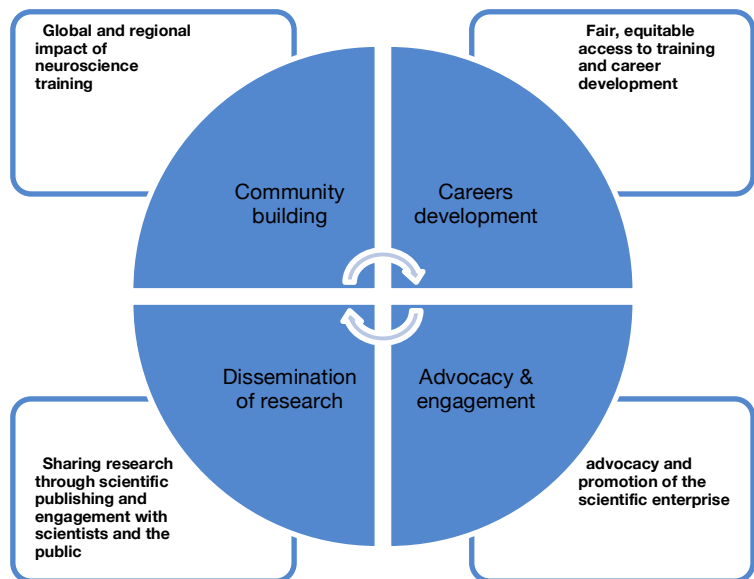 Global and regional
impact of
neuroscience
training
Fair, equitable
access to training
and career
development
Community
building
Careers
development
Dissemination
of research
Advocacy &
engagement
Sharing research
through scientific
publishing and
engagement with
scientists and the
public
advocacy and
promotion of the
scientific enterprise